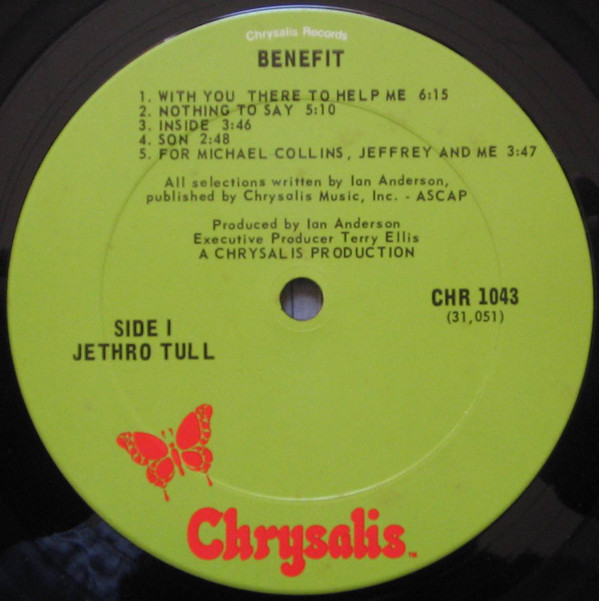 Chrysalis Records
BENEFIT
1. WITH YOU THERE TO HELP ME 6:15
2. NOTHING TO SAY 5:10
3. INSIDE 3:46
4. SON 2:48
5. FOR MICHAEL COLLINS, JEFFREY AND ME 3:47
All selections written by Ian Anderson,
published by Chrysalis Music, Inc. - ASCAP
Produced by Ian Anderson
Executive Producer Terry Ellis
A CHRYSALIS PRODUCTION
CHR 1043
(31,051)
SIDE I
JETHRO TULL
Chrysalis™